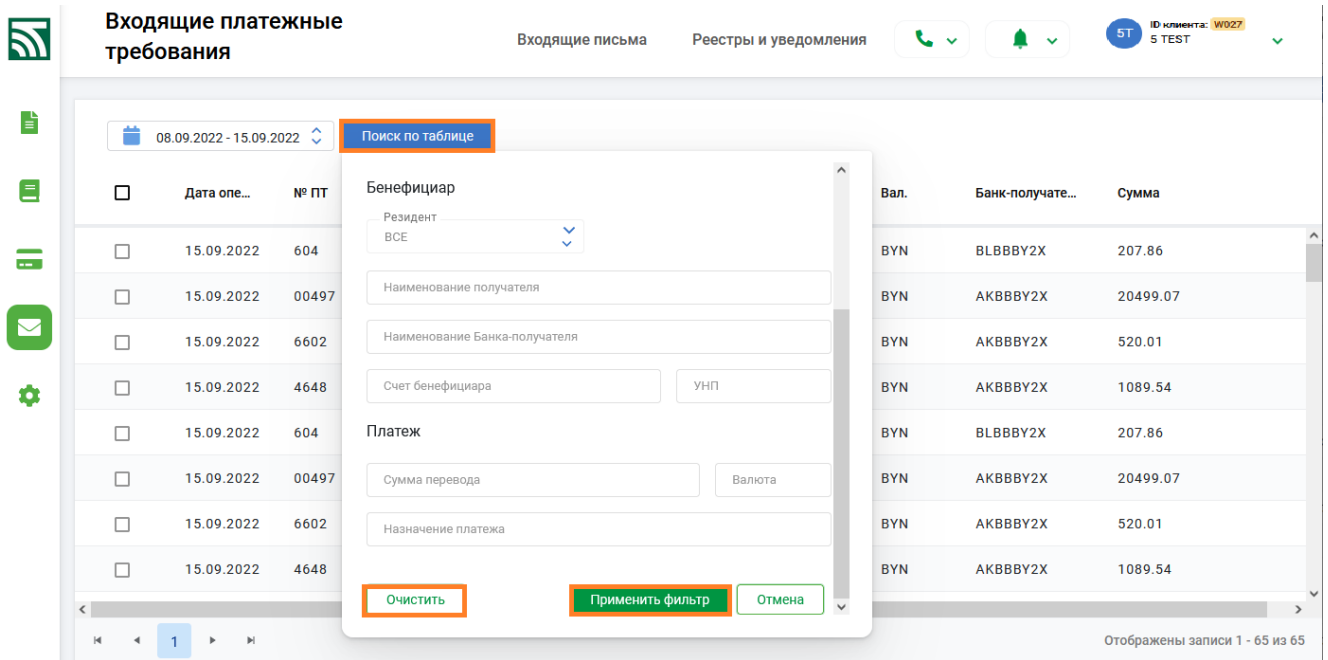 Входящие платежные
требования
Входящие письма
Реестры и уведомления
5T
ID клиента: W027
5 TEST
08.09.2022 - 15.09.2022
Поиск по таблице
Дата опе... № ПТ Вал. Банк-получате... Сумма
Бенефициар
Резидент
ВСЕ
Наименование получателя
Наименование Банка-получателя
Счет бенефициара УНП
Платеж
Сумма перевода Валюта
Назначение платежа
Очистить Применить фильтр Отмена
15.09.2022 604 BYN BLBBBY2X 207.86
15.09.2022 00497 BYN AKBBBY2X 20499.07
15.09.2022 6602 BYN AKBBBY2X 520.01
15.09.2022 4648 BYN AKBBBY2X 1089.54
15.09.2022 604 BYN BLBBBY2X 207.86
15.09.2022 00497 BYN AKBBBY2X 20499.07
15.09.2022 6602 BYN AKBBBY2X 520.01
15.09.2022 4648 BYN AKBBBY2X 1089.54
1
Отображены записи 1 - 65 из 65